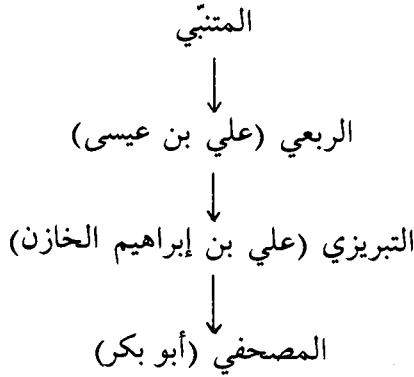 المتنبّي
الربعي (علي بن عيسى)
التبريزي (علي بن إبراهيم الخازن)
المصحفي (أبو بكر)